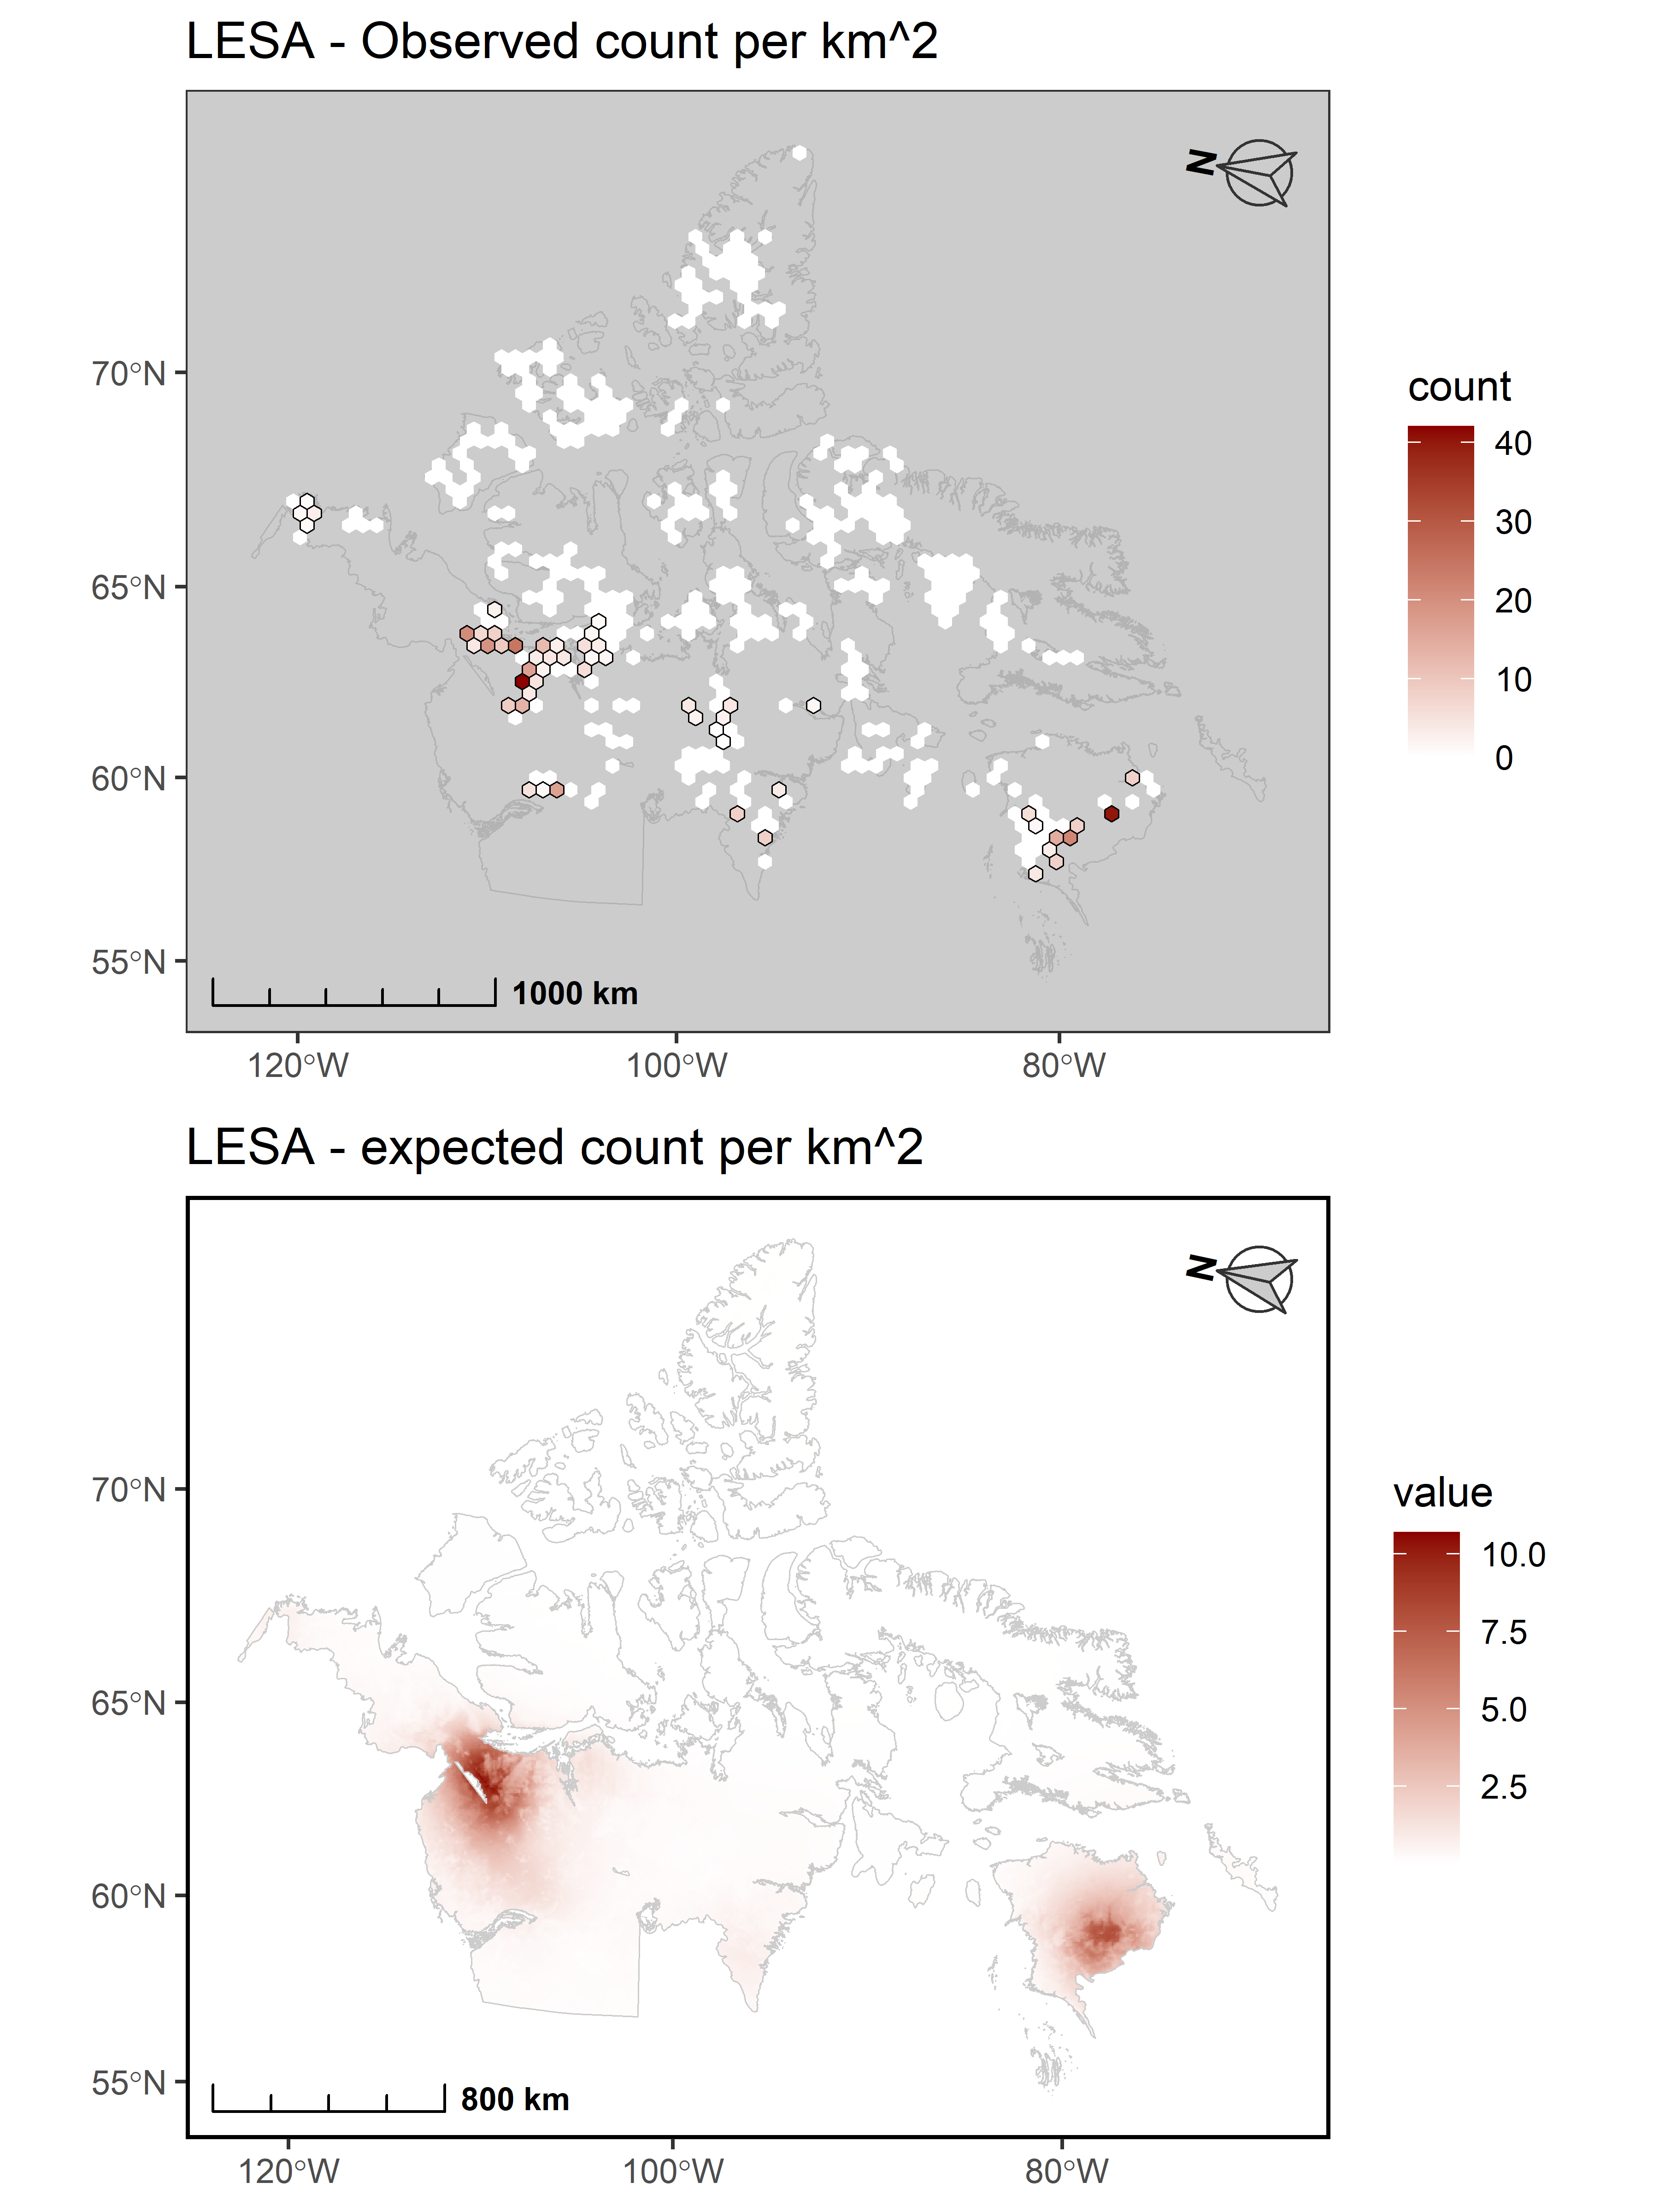 LESA - Observed count per km^2
N
70°N
65°N
60°N
55°N
120°W
100°W
80°W
1000 km
count
40
30
20
10
0
LESA - expected count per km^2
N
70°N
65°N
60°N
55°N
120°W
100°W
80°W
800 km
value
10.0
7.5
5.0
2.5